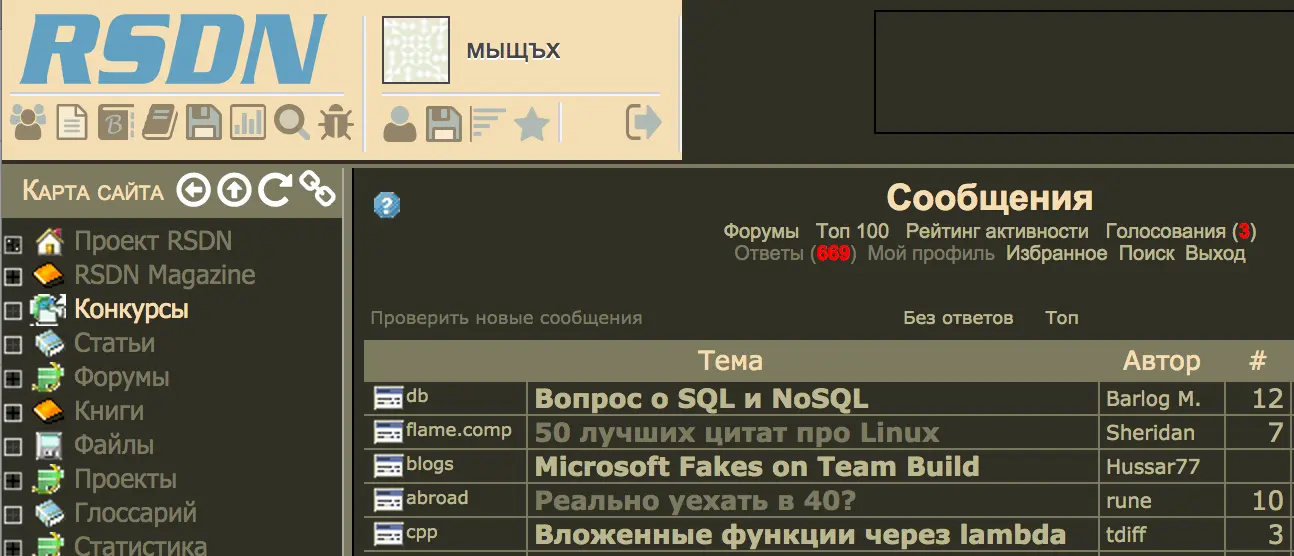 RSDN
мыщъх
Карта сайта
Проект RSDN
RSDN Magazine
Конкурсы
Статьи
Форумы
Книги
Файлы
Проекты
Глоссарий
Статистика
Сообщения
Форумы Топ 100 Рейтинг активности Голосования (3)
Ответы (669) Мой профиль Избранное Поиск Выход
Проверить новые сообщения Без ответов Топ
Тема Автор #
db Вопрос о SQL и NoSQL Barlog M. 12
flame.comp 50 лучших цитат про Linux Sheridan 7
blogs Microsoft Fakes on Team Build Hussar77
abroad Реально уехать в 40? rune 10
cpp Вложенные функции через lambda tdiff 3